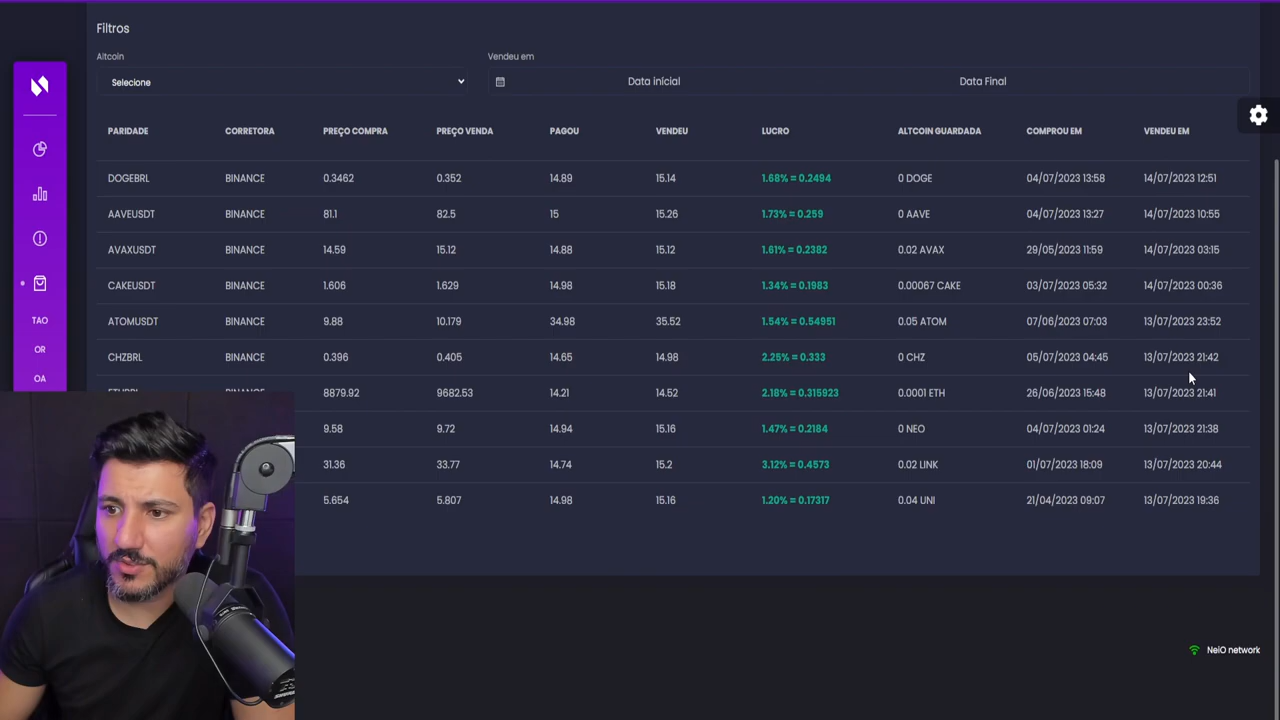 Filtros
Altcoin Vendeu em
Selecione Data inícial Data Final
PARIDADE CORRETORA PREÇO COMPRA PREÇO VENDA PAGOU VENDEU LUCRO ALTCOIN GUARDADA COMPROU EM VENDEU EM
DOGEBRL BINANCE 0.3462 0.352 14.89 15.14 1.68% = 0.2494 0 DOGE 04/07/2023 13:58 14/07/2023 12:51
AAVEUSDT BINANCE 81.1 82.5 15 15.26 1.73% = 0.259 0 AAVE 04/07/2023 13:27 14/07/2023 10:55
AVAXUSDT BINANCE 14.59 15.12 14.88 15.12 1.61% = 0.2382 0.02 AVAX 29/05/2023 11:59 14/07/2023 03:15
CAKEUSDT BINANCE 1.606 1.629 14.98 15.18 1.34% = 0.1983 0.00067 CAKE 03/07/2023 05:32 14/07/2023 00:36
TAO ATOMUSDT BINANCE 9.88 10.179 34.98 35.52 1.54% = 0.54951 0.05 ATOM 07/06/2023 07:03 13/07/2023 23:52
OR CHZBRL BINANCE 0.396 0.405 14.65 14.98 2.25% = 0.333 0 CHZ 05/07/2023 04:45 13/07/2023 21:42
OA
8879.92 9682.53 14.21 14.52 2.18% = 0.315923 0.0001 ETH 26/06/2023 15:48 13/07/2023 21:41
9.58 9.72 14.94 15.16 1.47% = 0.2184 0 NEO 04/07/2023 01:24 13/07/2023 21:38
31.36 33.77 14.74 15.2 3.12% = 0.4573 0.02 LINK 01/07/2023 18:09 13/07/2023 20:44
5.654 5.807 14.98 15.16 1.20% = 0.17317 0.04 UNI 21/04/2023 09:07 13/07/2023 19:36
NeiO network